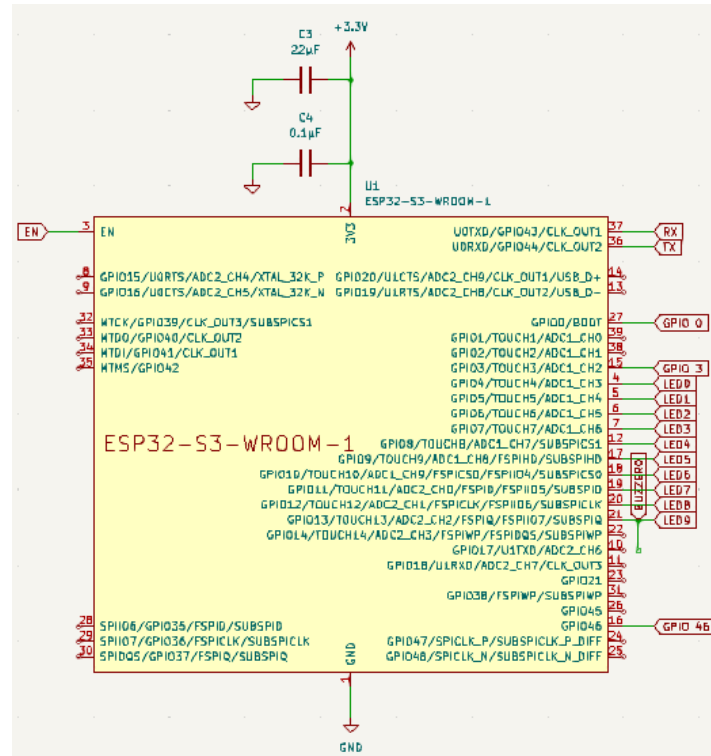 +3.3V
C3
22µF
C4
0.1µF
U1
ESP32-S3-WROOM-1
2
3V3
EN
3
EN
U0TXD/GPIO43/CLK_OUT1
37
RX
U0RXD/GPIO44/CLK_OUT2
36
TX
8
GPIO15/U0RTS/ADC2_CH4/XTAL_32K_P
GPIO20/U1CTS/ADC2_CH9/CLK_OUT1/USB_D+
14
9
GPIO16/U0CTS/ADC2_CH5/XTAL_32K_N
GPIO19/U1RTS/ADC2_CH8/CLK_OUT2/USB_D-
13
32
MTCK/GPIO39/CLK_OUT3/SUBSPICS1
GPIO0/BOOT
27
GPIO 0
33
MTDO/GPIO40/CLK_OUT2
GPIO1/TOUCH1/ADC1_CH0
39
34
MTDI/GPIO41/CLK_OUT1
GPIO2/TOUCH2/ADC1_CH1
38
35
MTMS/GPIO42
GPIO3/TOUCH3/ADC1_CH2
15
GPIO 3
GPIO4/TOUCH4/ADC1_CH3
4
LED0
GPIO5/TOUCH5/ADC1_CH4
5
LED1
GPIO6/TOUCH6/ADC1_CH5
6
LED2
GPIO7/TOUCH7/ADC1_CH6
7
LED3
ESP32-S3-WROOM-1
GPIO8/TOUCH8/ADC1_CH7/SUBSPICS1
12
LED4
GPIO9/TOUCH9/ADC1_CH8/FSPIHD/SUBSPIHD
17
LED5
GPIO10/TOUCH10/ADC1_CH9/FSPICS0/FSPIIO4/SUBSPICS0
18
LED6
GPIO11/TOUCH11/ADC2_CH0/FSPID/FSPIIO5/SUBSPID
19
LED7
GPIO12/TOUCH12/ADC2_CH1/FSPICLK/FSPIIO6/SUBSPICLK
20
LED8
GPIO13/TOUCH13/ADC2_CH2/FSPIQ/FSPIIO7/SUBSPIQ
21
LED9
BUZZER0
GPIO14/TOUCH14/ADC2_CH3/FSPIWP/FSPIDQS/SUBSPIWP
22
GPIO17/U1TXD/ADC2_CH6
10
GPIO18/U1RXD/ADC2_CH7/CLK_OUT3
11
GPIO21
23
GPIO38/FSPIWP/SUBSPIWP
31
GPIO45
26
28
SPIIO6/GPIO35/FSPID/SUBSPID
GPIO46
16
GPIO 46
29
SPIIO7/GPIO36/FSPICLK/SUBSPICLK
GPIO47/SPICLK_P/SUBSPICLK_P_DIFF
24
30
SPIDQS/GPIO37/FSPIQ/SUBSPIQ
GPIO48/SPICLK_N/SUBSPICLK_N_DIFF
25
GND
1
GND